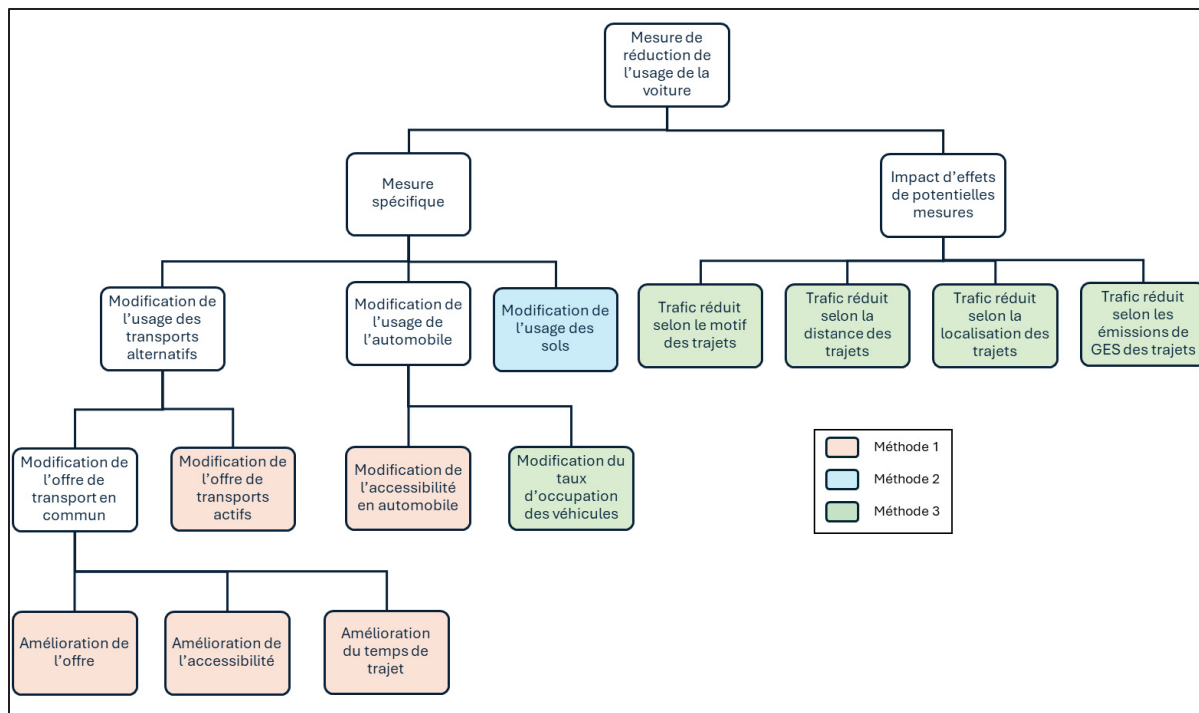 Mesure de
réduction de
l'usage de la
voiture
Mesure
spécifique
Impact d'effets
de potentielles
mesures
Modification de
l'usage des
transports
alternatifs
Modification de
l'usage de
l'automobile
Modification de
l'usage des
sols
Trafic réduit
selon le motif
des trajets
Trafic réduit
selon la
distance des
trajets
Trafic réduit
selon la
localisation des
trajets
Trafic réduit
selon les
émissions de
GES des trajets
Modification de
l'offre de
transport en
commun
Modification de
l'offre de
transports
actifs
Modification de
l'accessibilité
en automobile
Modification du
taux
d'occupation
des véhicules
Méthode 1
Méthode 2
Méthode 3
Amélioration de
l'offre
Amélioration de
l'accessibilité
Amélioration
du temps de
trajet